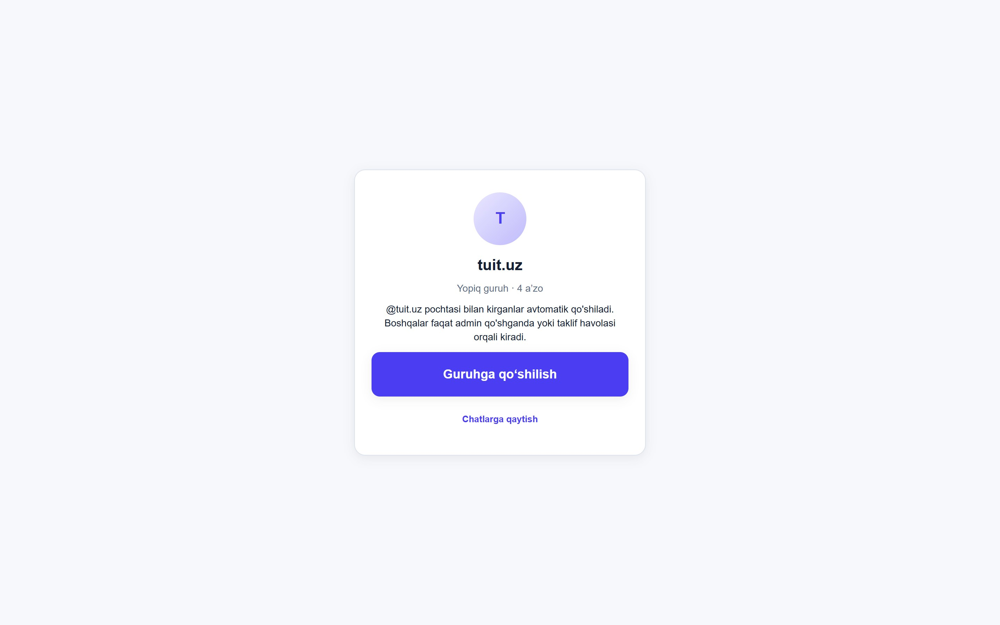 T
tuit.uz
Yopiq guruh · 4 a’zo
@tuit.uz pochtasi bilan kirganlar avtomatik qo'shiladi.
Boshqalar faqat admin qo'shganda yoki taklif havolasi
orqali kiradi.
Guruhga qo‘shilish
Chatlarga qaytish